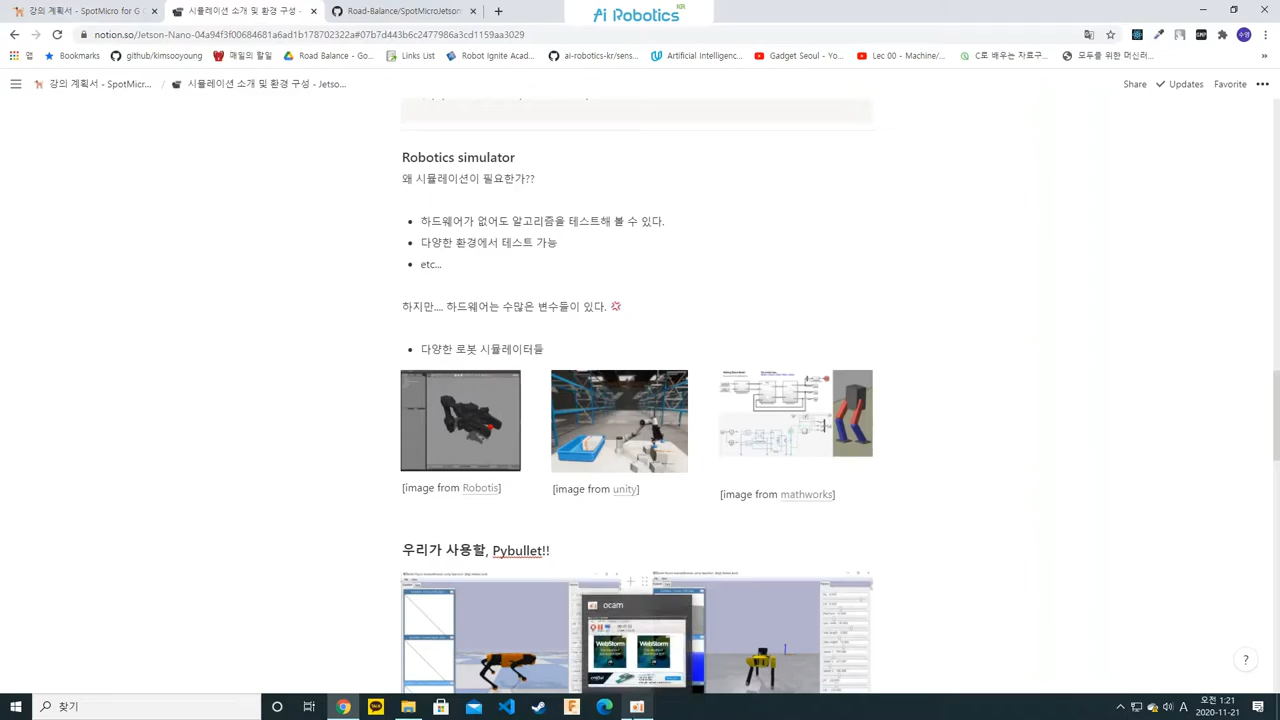 강의 계획서 - SpotMicro for G
시뮬레이션 소개 및 환경 구성 -
Road-Balance/SpotMicroJetson
Ai Robotics KR
notion.so/Jetson-Nano-04a94f191a5d4681a6ad1b178702322a#07b7d443b6c2477986a3cd1159aa3029
앱
Bookmarks
github/kimsooyoung
매일의 할일
Road Balance - Go...
Links List
Robot Ignite Acad...
ai-robotics-kr/sens...
Artificial Intelligenc...
Gadget Seoul - Yo...
Lec 00 - Machine/...
C로 배우는 자료구...
모두를 위한 머신러...
강의 계획서 - SpotMicr...
/
시뮬레이션 소개 및 환경 구성 - Jetso...
Share
Updates
Favorite
Robotics simulator
왜 시뮬레이션이 필요한가??
하드웨어가 없어도 알고리즘을 테스트해 볼 수 있다.
다양한 환경에서 테스트 가능
etc...
하지만.... 하드웨어는 수많은 변수들이 있다. 💢
다양한 로봇 시뮬레이터들
[image from Robotis]
[image from unity]
[image from mathworks]
우리가 사용할, Pybullet!!
ocam
WebStorm
WebStorm
?
찾기
A
오전 1:21
2020-11-21